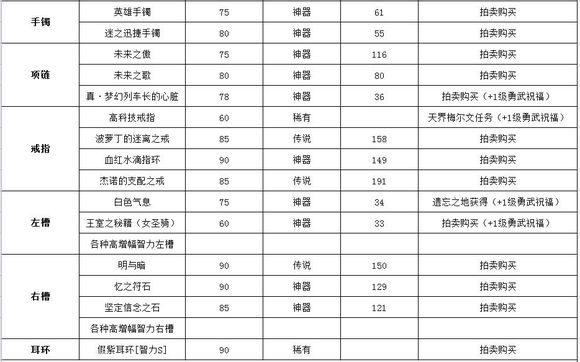 手镯 英雄手镯 75 神器 61 拍卖购买
迷之迅捷手镯 80 神器 55 拍卖购买
项链 未来之傲 75 神器 116 拍卖购买
未来之歌 80 神器 80 拍卖购买
真·梦幻列车长的心脏 78 神器 36 拍卖购买（+1级勇武祝福）
戒指 高科技戒指 60 稀有 天界梅尔文任务（+1级勇武祝福）
波萝丁的迷离之戒 85 传说 158 拍卖购买
血红水滴指环 90 神器 149 拍卖购买
杰诺的支配之戒 85 传说 191 拍卖购买
左槽 白色气息 75 神器 34 遗忘之地获得（+1级勇武祝福）
王室之秘籍（女圣骑） 60 神器 33 拍卖购买（+1级勇武祝福）
各种高增幅智力左槽
右槽 明与暗 90 传说 150 拍卖购买
忆之符石 90 神器 129 拍卖购买
坚定信念之石 85 神器 121 拍卖购买
各种高增幅智力右槽
耳环 假紫耳环[智力S] 90 稀有 拍卖购买